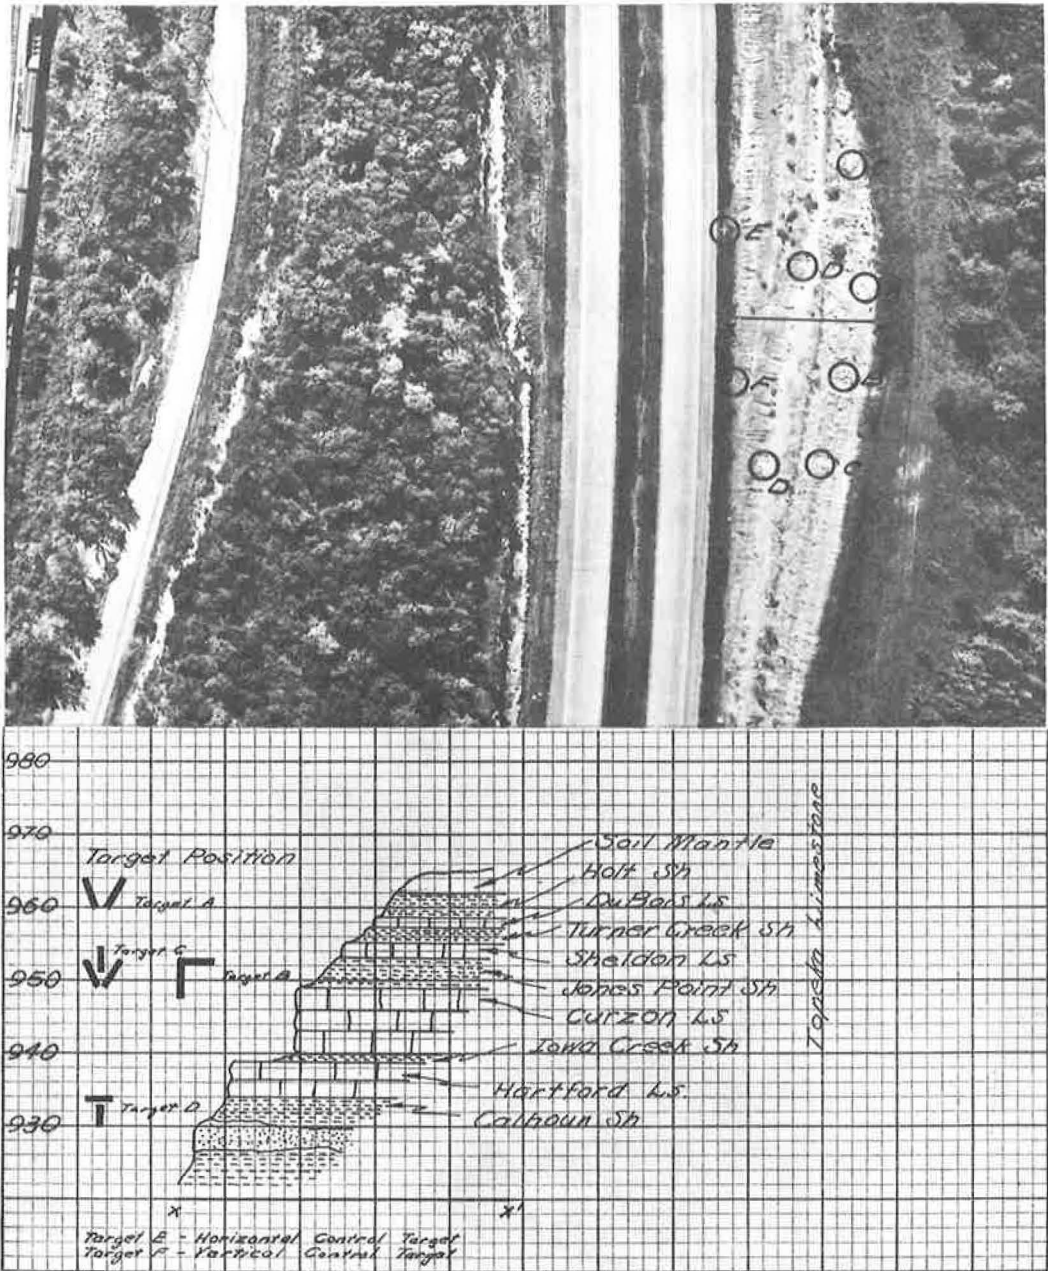 E
D
F
D
C
980
970
960
950
940
930
Target Position
Target A
Target C
Target B
Target D
Soil Mantle
Holt Sh
DuBois Ls
Turner Creek Sh
Sheldon Ls
Jones Point Sh
Curzon Ls
Iowa Creek Sh
Hartford Ls.
Calhoun Sh
Topeka Limestone
X
X'
Target E - Horizontal Control Target
Target F - Vartical Control Target